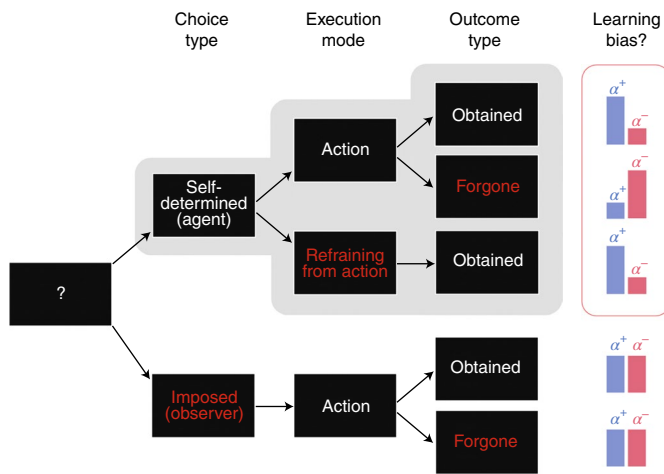 Choice type
Execution mode
Outcome type
Learning bias?
Action
Obtained
Forgone
Self-
determined
(agent)
Refraining
from action
Obtained
?
Imposed
(observer)
Action
Obtained
Forgone
α+
α−
α−
α+
α+
α−
α+ α−
α+ α−